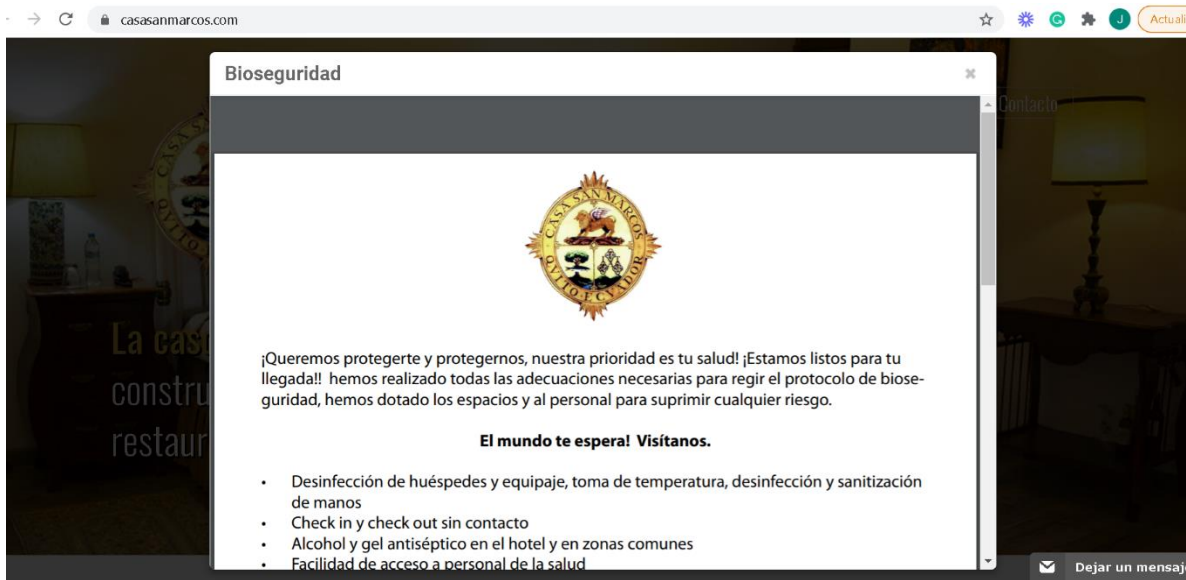 casasanmarcos.com
J
Actuali
Bioseguridad
Contacto
CASA SAN MARCOS
QVITO ECVADOR
La casa
constru
restaur
¡Queremos protegerte y protegernos, nuestra prioridad es tu salud! ¡Estamos listos para tu
llegada!! hemos realizado todas las adecuaciones necesarias para regir el protocolo de biose-
guridad, hemos dotado los espacios y al personal para suprimir cualquier riesgo.
El mundo te espera! Visítanos.
• Desinfección de huéspedes y equipaje, toma de temperatura, desinfección y sanitización
de manos
• Check in y check out sin contacto
• Alcohol y gel antiséptico en el hotel y en zonas comunes
• Facilidad de acceso a personal de la salud
Dejar un mensaje